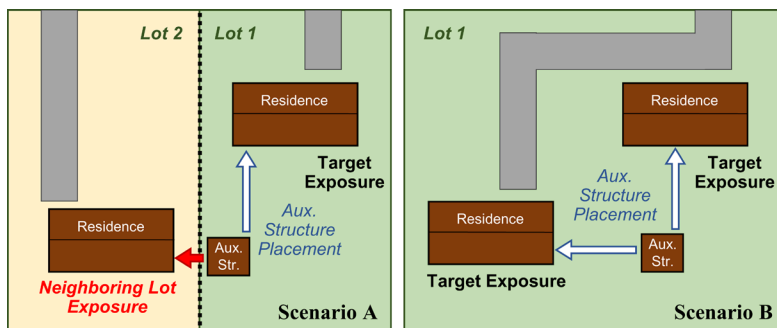 Lot 2
Lot 1
Residence
Target
Exposure
Aux.
Structure
Placement
Residence
Aux.
Str.
Neighboring Lot
Exposure
Scenario A
Lot 1
Residence
Target
Exposure
Aux.
Structure
Placement
Residence
Aux.
Str.
Target Exposure
Scenario B